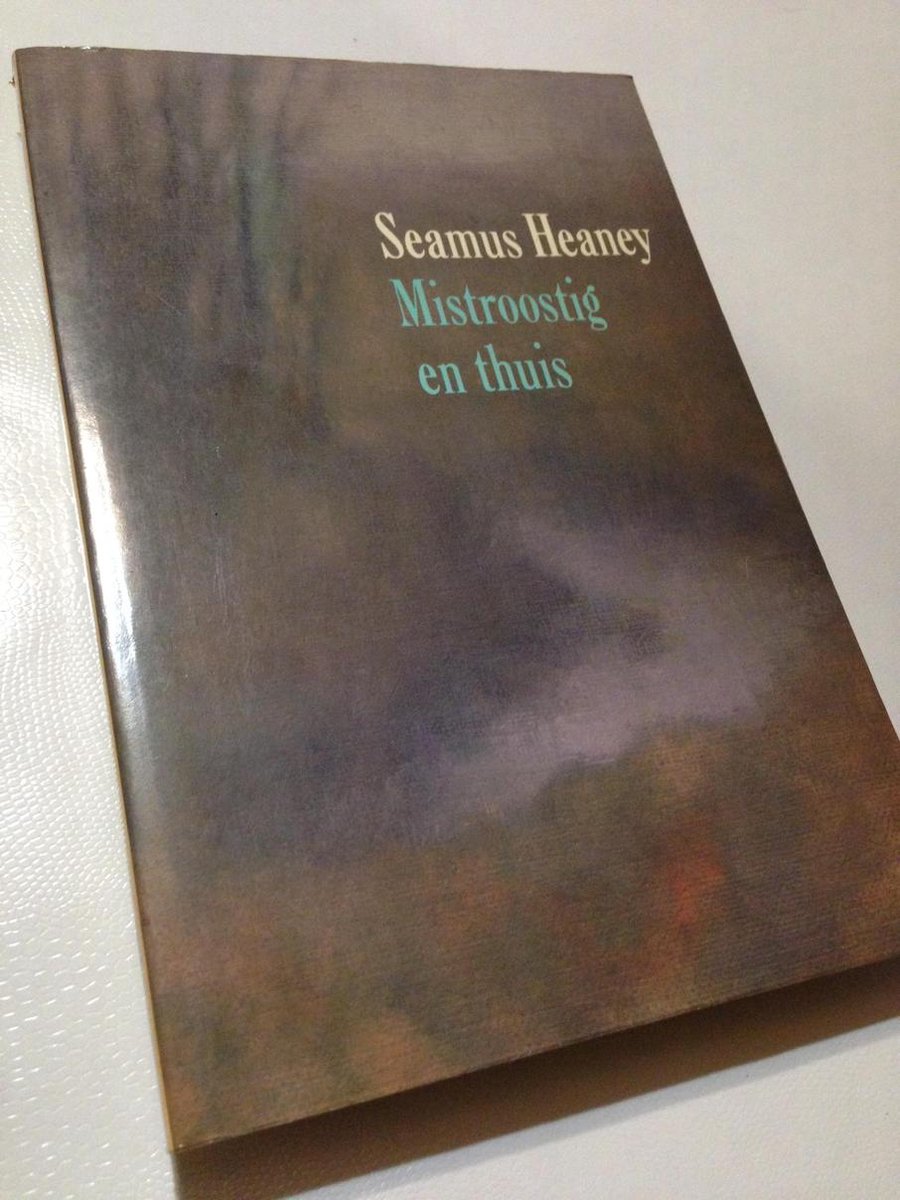 Seamus Heaney
Mistroostig
en thuis